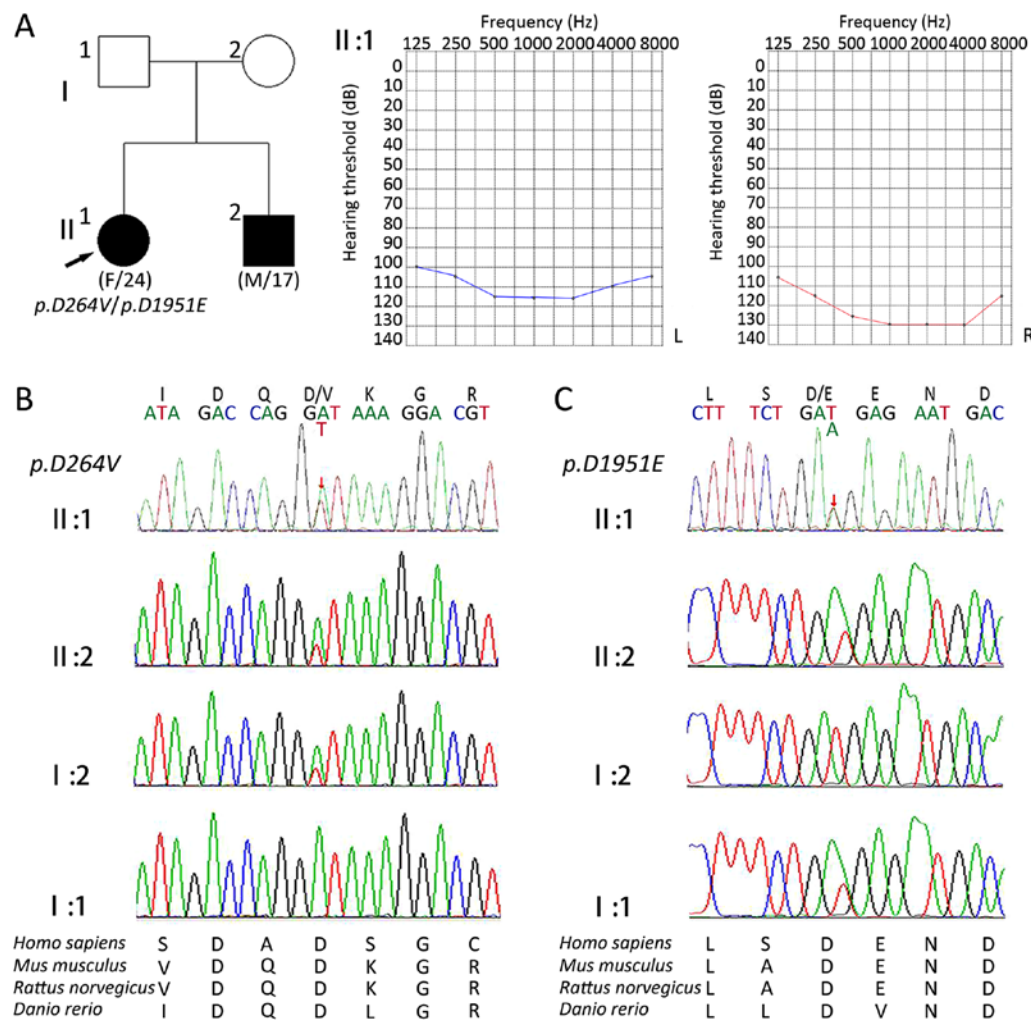 A
1
2
I
II
1
2
(F/24)
(M/17)
p.D264V/p.D1951E
II:1
Frequency (Hz)
125 250 500 1000 2000 4000 8000
Hearing threshold (dB)
0
10
20
30
40
50
60
70
80
90
100
110
120
130
140
L
Frequency (Hz)
125 250 500 1000 2000 4000 8000
Hearing threshold (dB)
0
10
20
30
40
50
60
70
80
90
100
110
120
130
140
R
B
I D Q D/V K G R
ATA GAC CAG GAT AAA GGA CGT
T
p.D264V
II:1
II:2
I:2
I:1
Homo sapiens S D A D S G C
Mus musculus V D Q D K G R
Rattus norvegicus V D Q D K G R
Danio rerio I D Q D L G R
C
L S D/E E N D
CTT TCT GAT GAG AAT GAC
A
p.D1951E
II:1
II:2
I:2
I:1
Homo sapiens L S D E N D
Mus musculus L A D E N D
Rattus norvegicus L A D E N D
Danio rerio L L D V N D